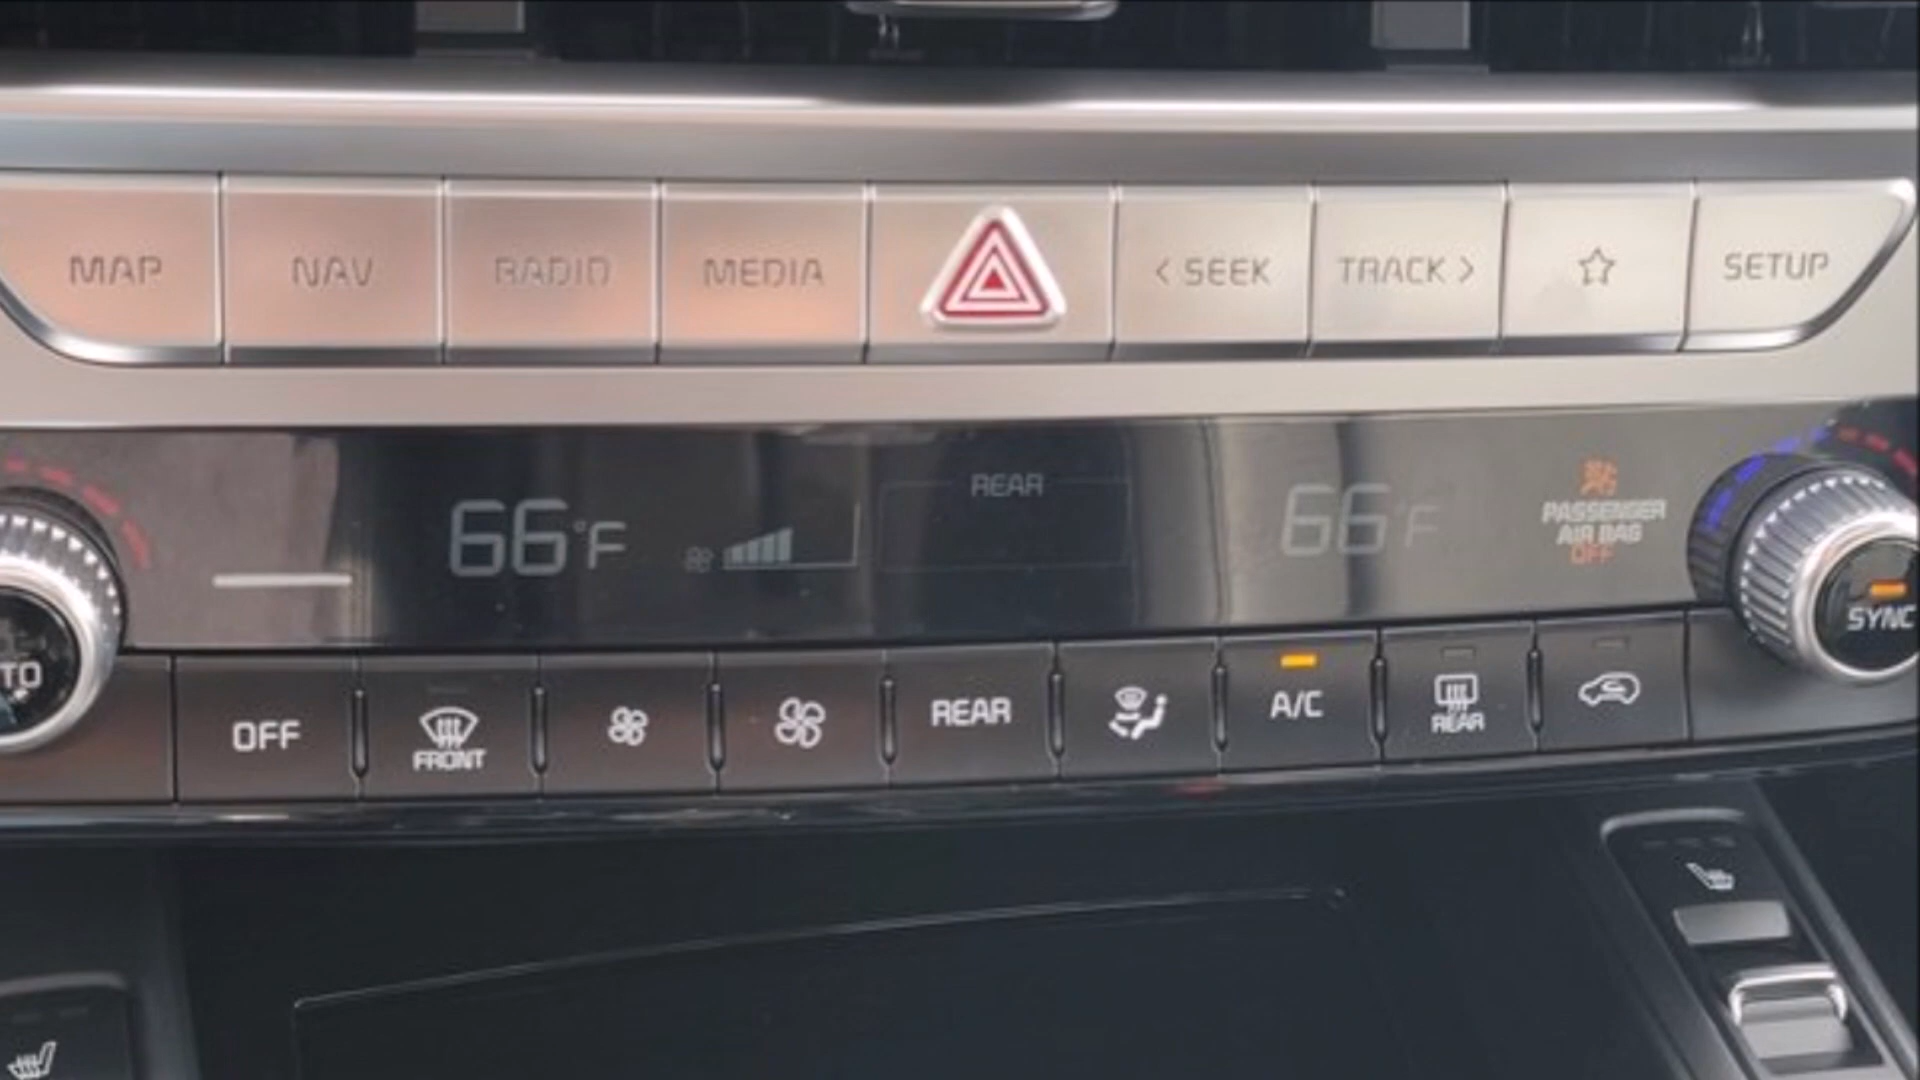 MAP NAV RADIO MEDIA < SEEK TRACK > SETUP
REAR
66°F 66°F
PASSENGER
AIR BAG
OFF
SYNC
OFF FRONT REAR A/C REAR